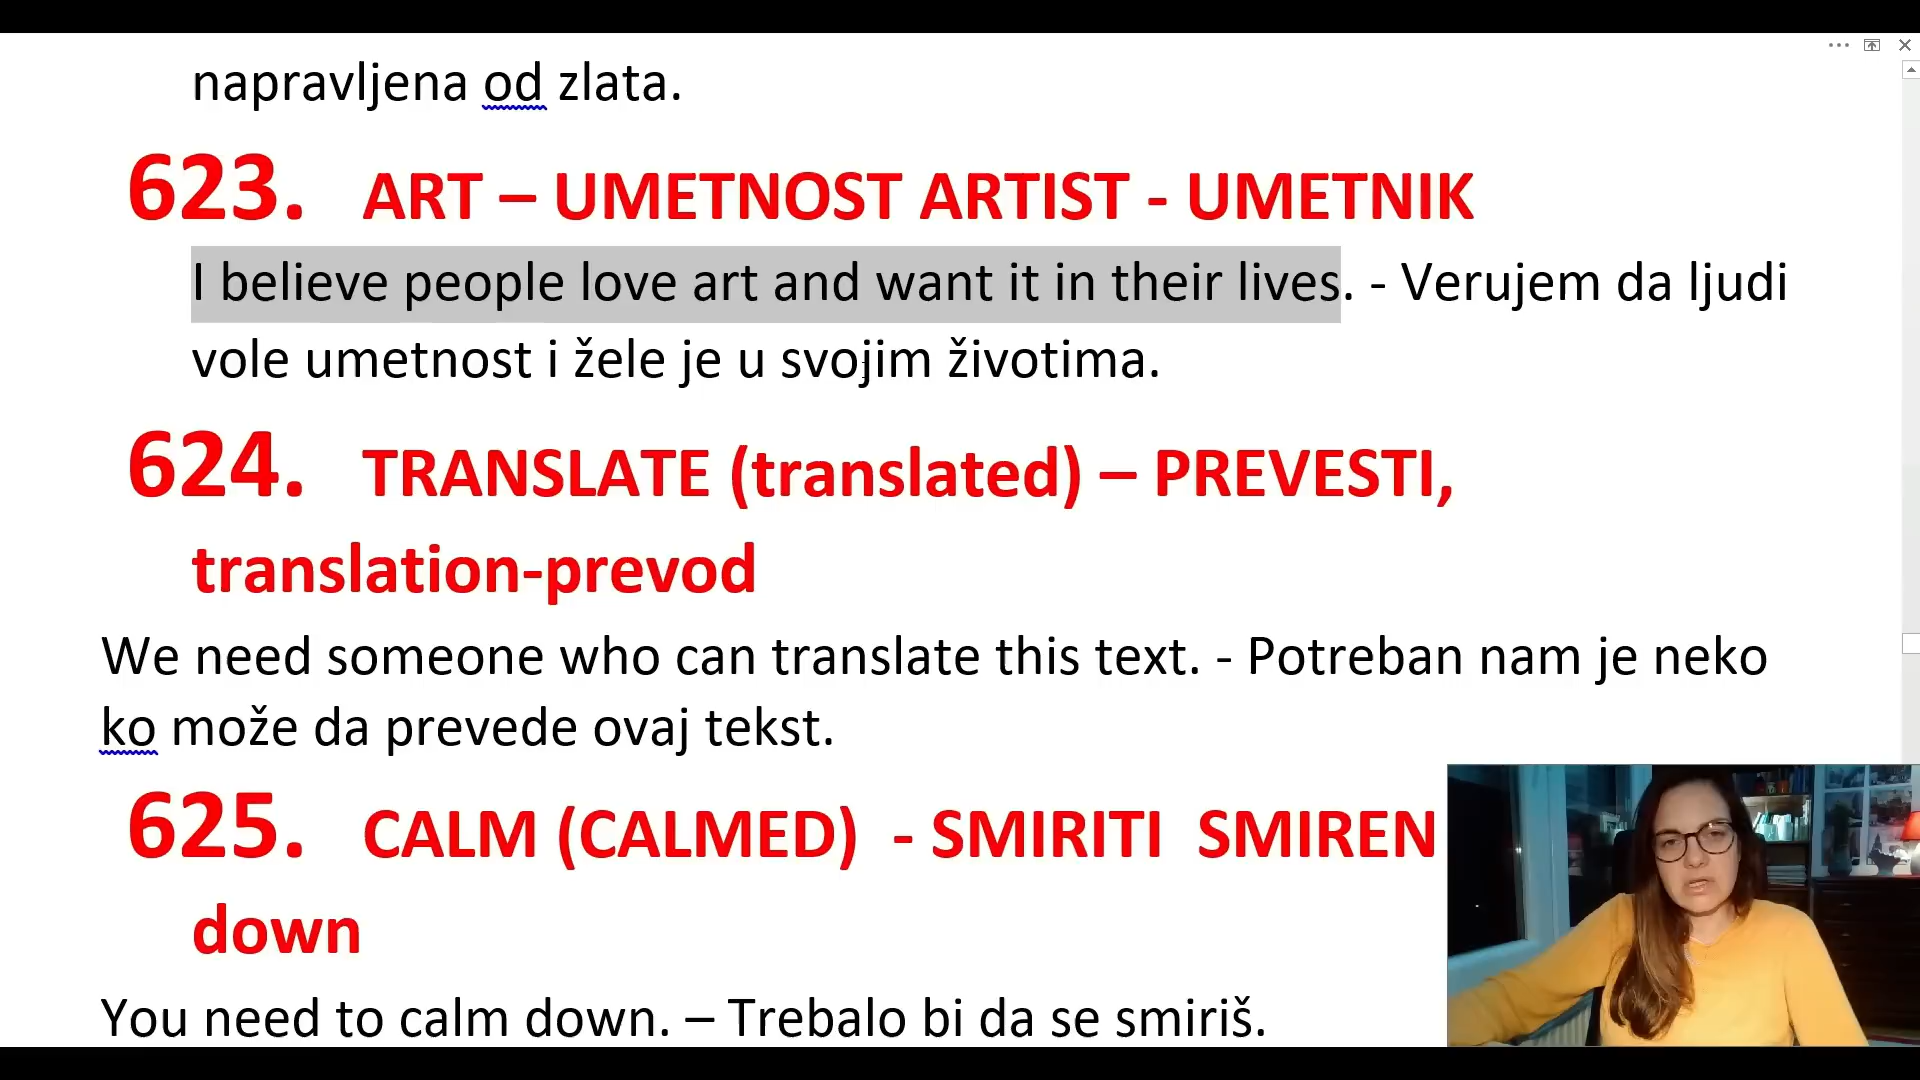 napravljena od zlata.
623. ART – UMETNOST ARTIST - UMETNIK
I believe people love art and want it in their lives. - Verujem da ljudi
vole umetnost i žele je u svojim životima.
624. TRANSLATE (translated) – PREVESTI,
translation-prevod
We need someone who can translate this text. - Potreban nam je neko
ko može da prevede ovaj tekst.
625. CALM (CALMED) - SMIRITI SMIREN
down
You need to calm down. – Trebalo bi da se smiriš.